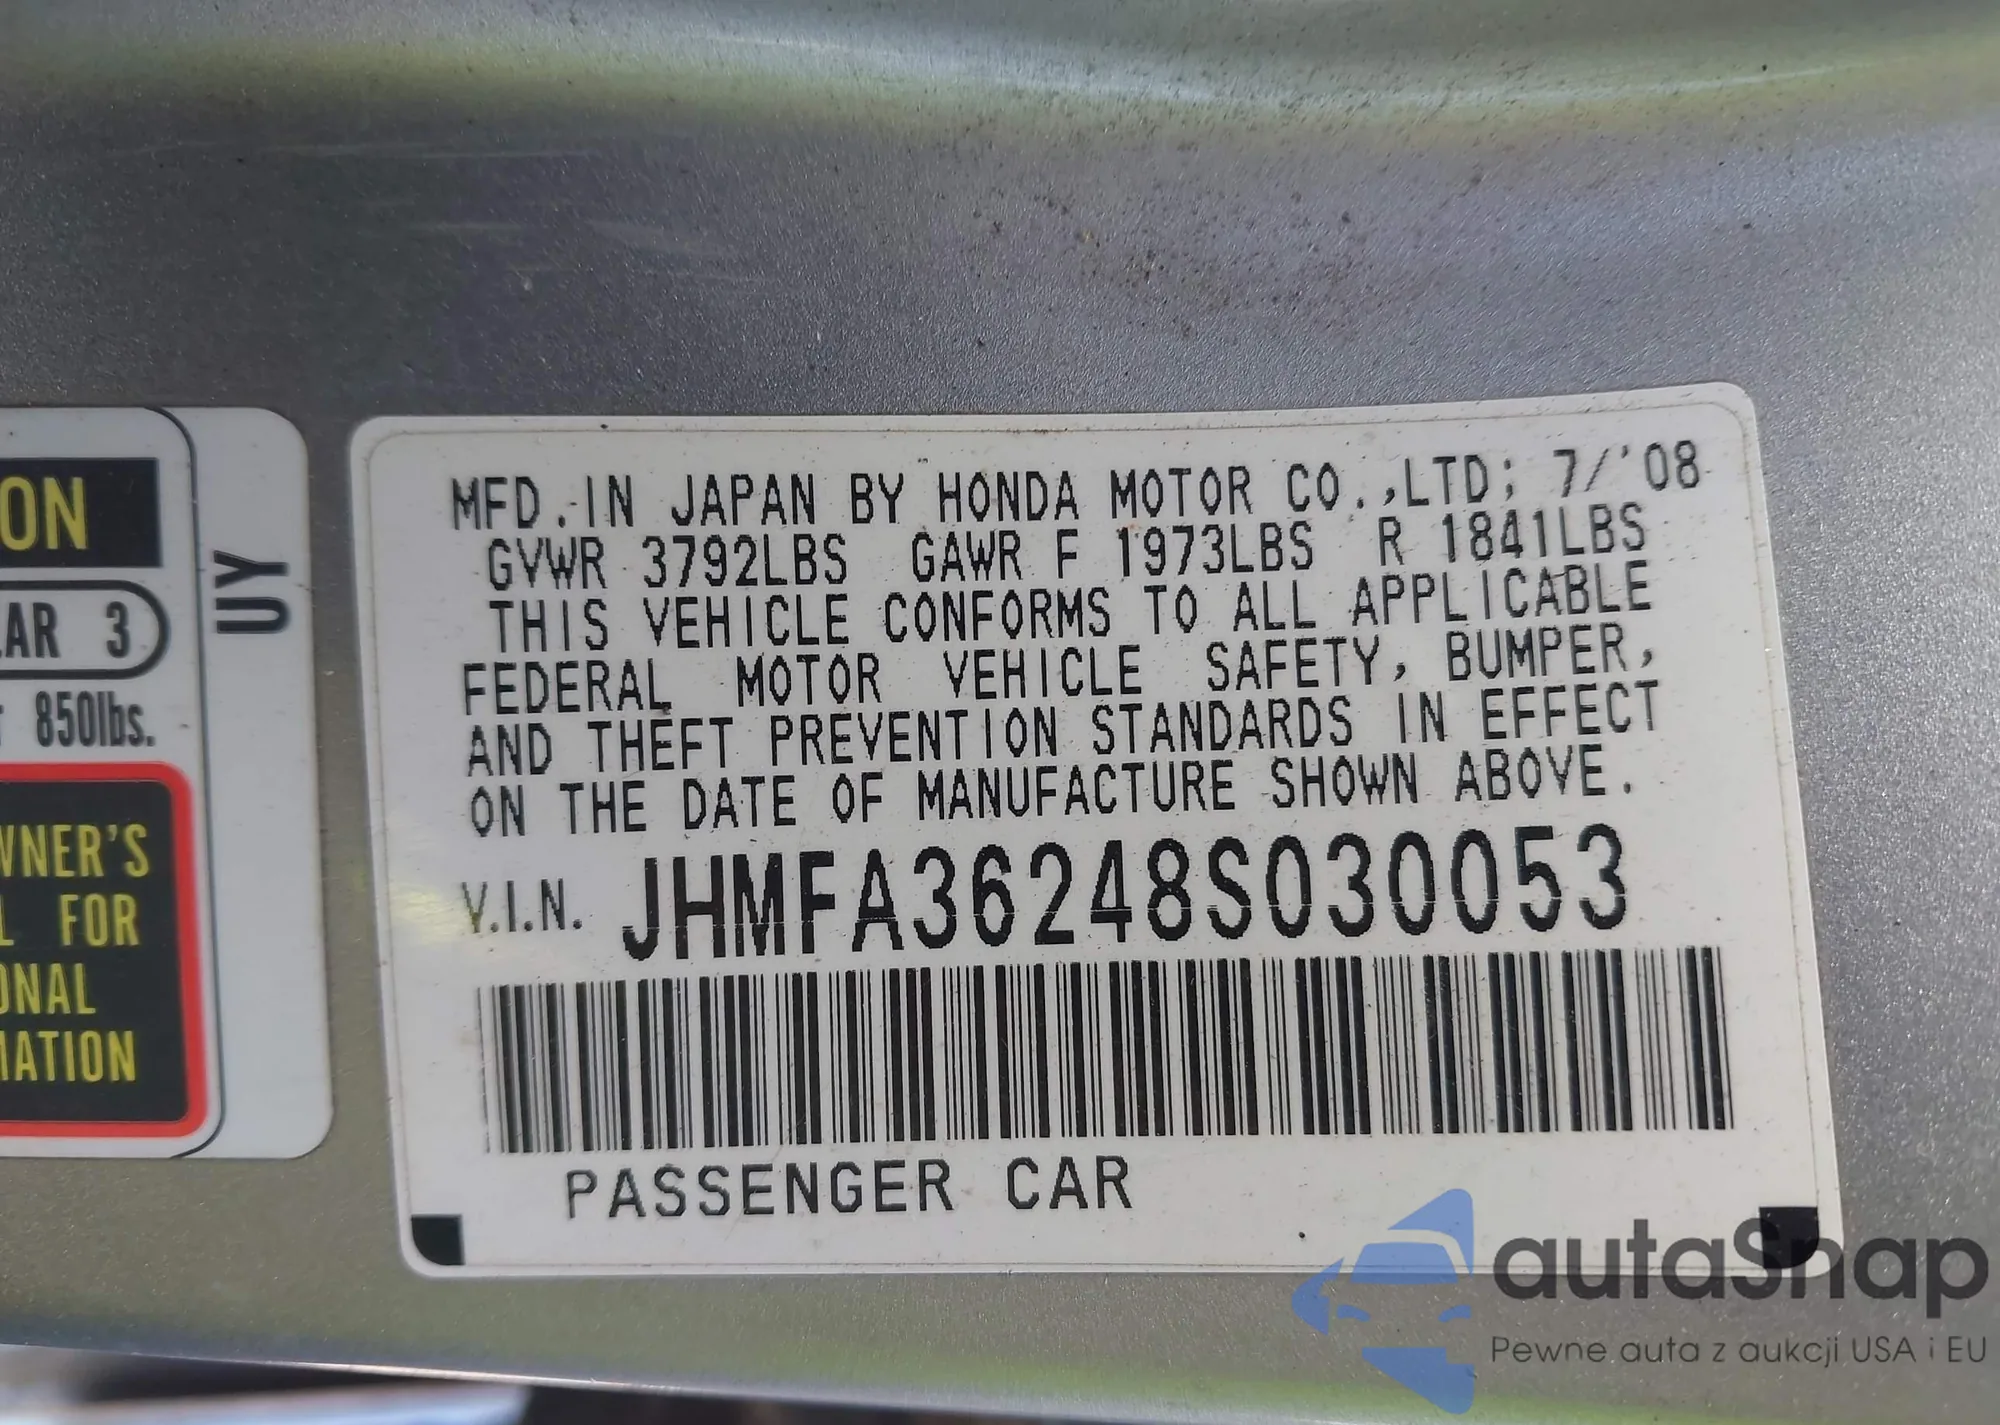 ON
AR 3
850lbs.
WNER'S
L FOR
ONAL
MATION
UY
MFD. IN JAPAN BY HONDA MOTOR CO.,LTD; 7/'08
GVWR 3792LBS GAWR F 1973LBS R 1841LBS
THIS VEHICLE CONFORMS TO ALL APPLICABLE
FEDERAL MOTOR VEHICLE SAFETY, BUMPER,
AND THEFT PREVENTION STANDARDS IN EFFECT
ON THE DATE OF MANUFACTURE SHOWN ABOVE.
V.I.N. JHMFA36248S030053
PASSENGER CAR
autaSnap
Pewne auta z aukcji USA i EU